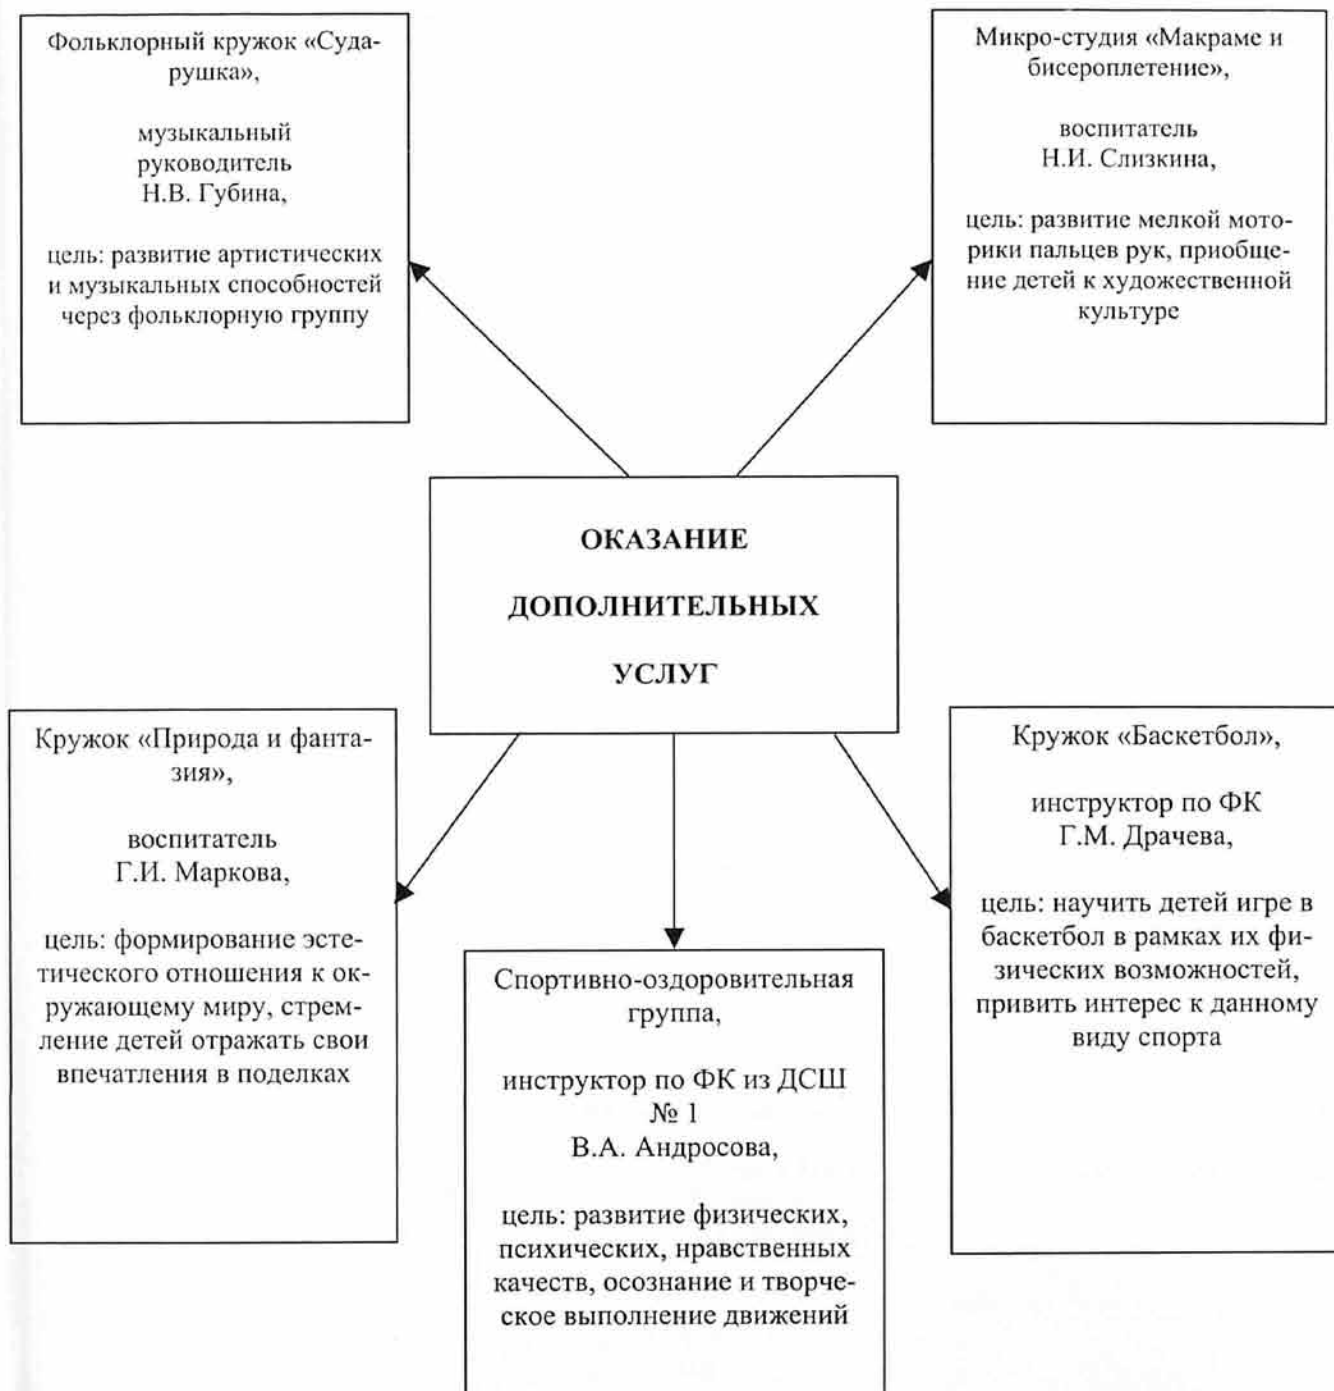 Фольклорный кружок «Суда-
рушка»,
музыкальный
руководитель
Н.В. Губина,
цель: развитие артистических
и музыкальных способностей
через фольклорную группу
Микро-студия «Макраме и
бисероплетение»,
воспитатель
Н.И. Слизкина,
цель: развитие мелкой мото-
рики пальцев рук, приобще-
ние детей к художественной
культуре
ОКАЗАНИЕ
ДОПОЛНИТЕЛЬНЫХ
УСЛУГ
Кружок «Природа и фанта-
зия»,
воспитатель
Г.И. Маркова,
цель: формирование эсте-
тического отношения к ок-
ружающему миру, стрем-
ление детей отражать свои
впечатления в поделках
Спортивно-оздоровительная
группа,
инструктор по ФК из ДСШ
№ 1
В.А. Андросова,
цель: развитие физических,
психических, нравственных
качеств, осознание и творче-
ское выполнение движений
Кружок «Баскетбол»,
инструктор по ФК
Г.М. Драчева,
цель: научить детей игре в
баскетбол в рамках их фи-
зических возможностей,
привить интерес к данному
виду спорта